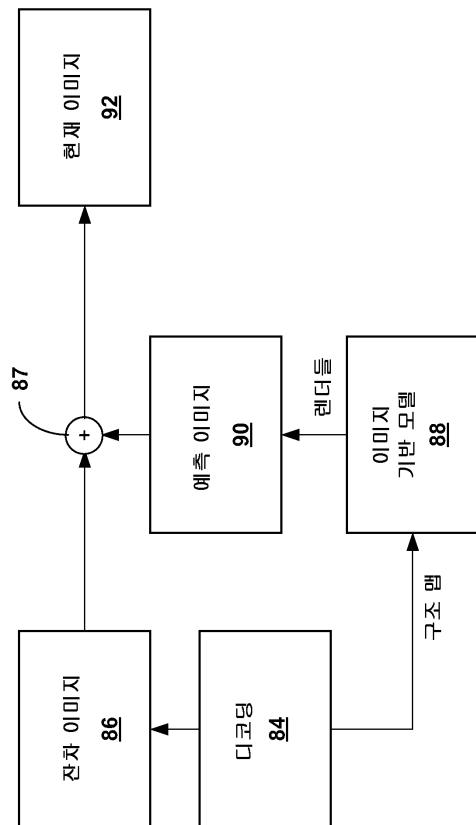 잔차 이미지
86
87
현재 이미지
92
디코딩
84
예측 이미지
90
렌더들
구조 맵
이미지
기반 모델
88
+